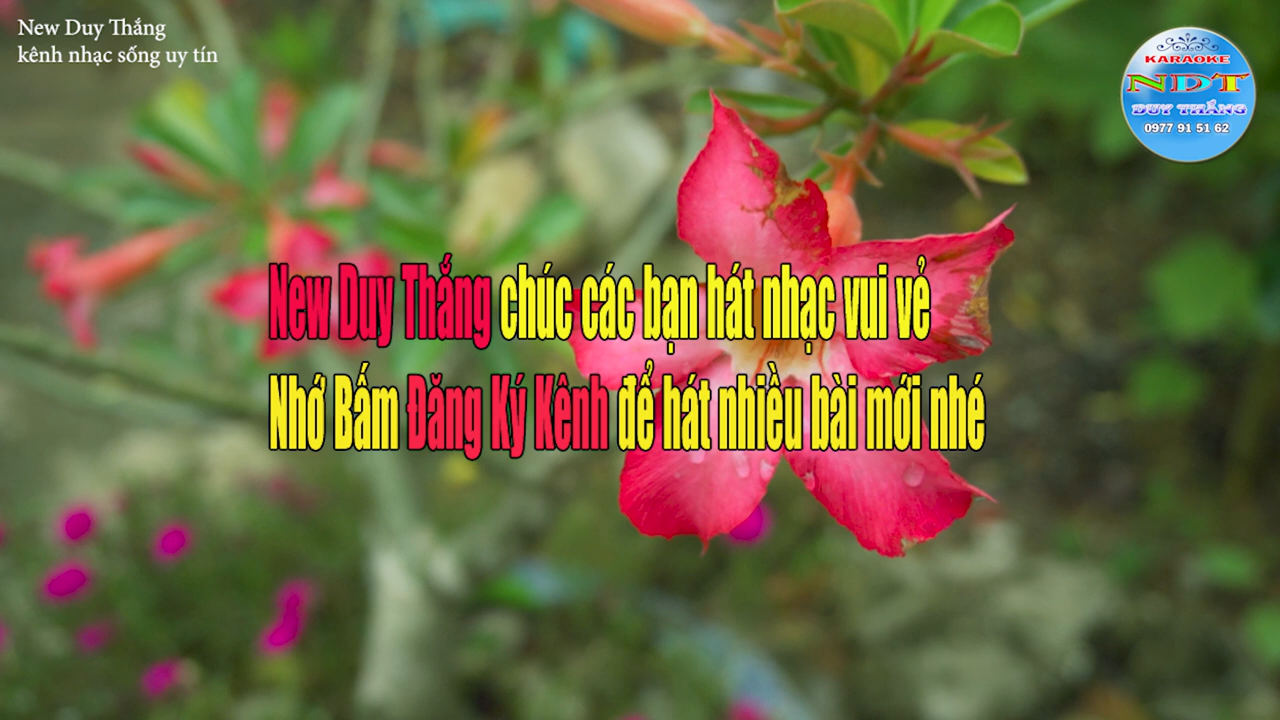 New Duy Thắng
kênh nhạc sống uy tín
KARAOKE
NDT
DUY THẮNG
0977 91 51 62
New Duy Thắng chúc các bạn hát nhạc vui vẻ
Nhớ Bấm Đăng Ký Kênh để hát nhiều bài mới nhé